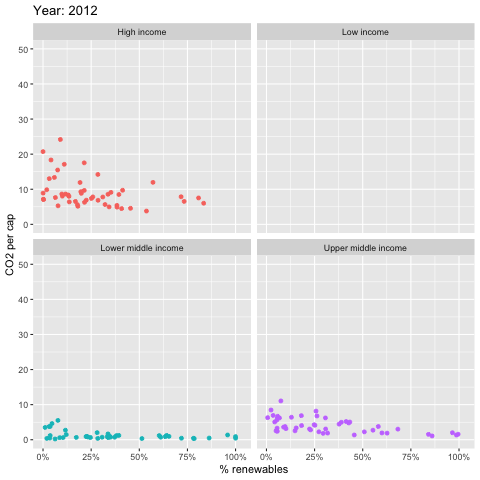 Year: 2012
High income
Low income
50
40
30
20
10
0
Lower middle income
Upper middle income
50
40
30
20
10
0
0% 25% 50% 75% 100% 0% 25% 50% 75% 100%
% renewables
CO2 per cap